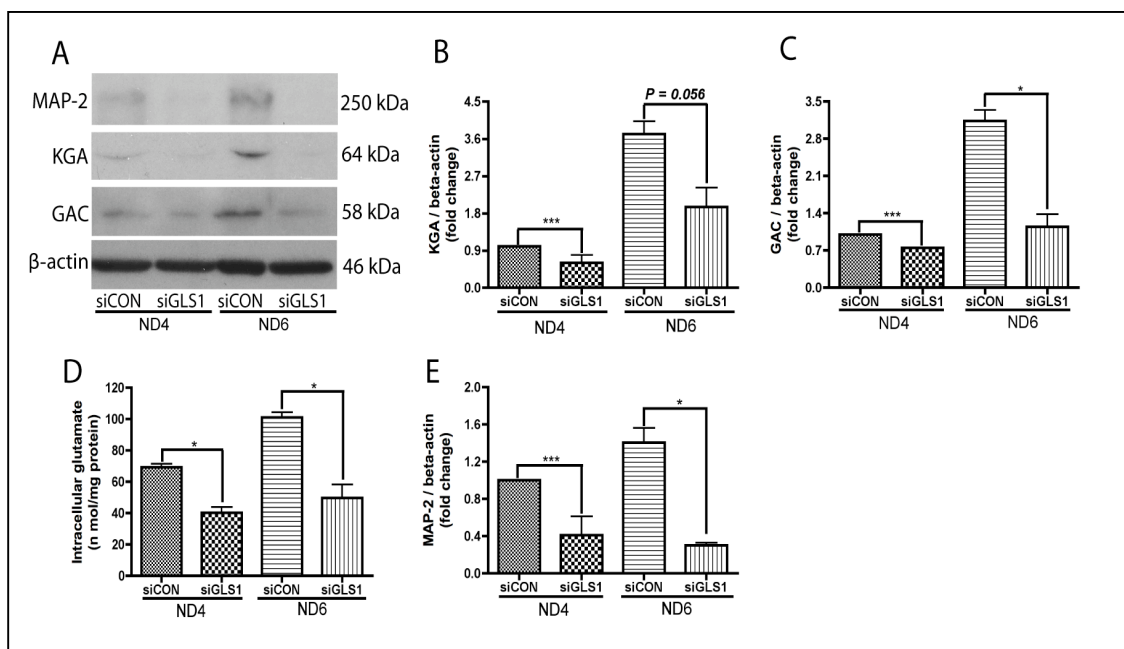 A
MAP-2
250 kDa
KGA
64 kDa
GAC
58 kDa
β-actin
46 kDa
siCON siGLS1 siCON siGLS1
ND4 ND6
B
KGA / beta-actin
(fold change)
4.5
3.6
2.7
1.8
0.9
0.0
***
P = 0.056
siCON siGLS1 siCON siGLS1
ND4 ND6
C
GAC / beta-actin
(fold change)
3.5
2.8
2.1
1.4
0.7
0.0
***
*
siCON siGLS1 siCON siGLS1
ND4 ND6
D
Intracellular glutamate
(n mol/mg protein)
120
100
80
60
40
20
0
*
*
siCON siGLS1 siCON siGLS1
ND4 ND6
E
MAP-2 / beta-actin
(fold change)
2.0
1.6
1.2
0.8
0.4
0.0
***
*
siCON siGLS1 siCON siGLS1
ND4 ND6